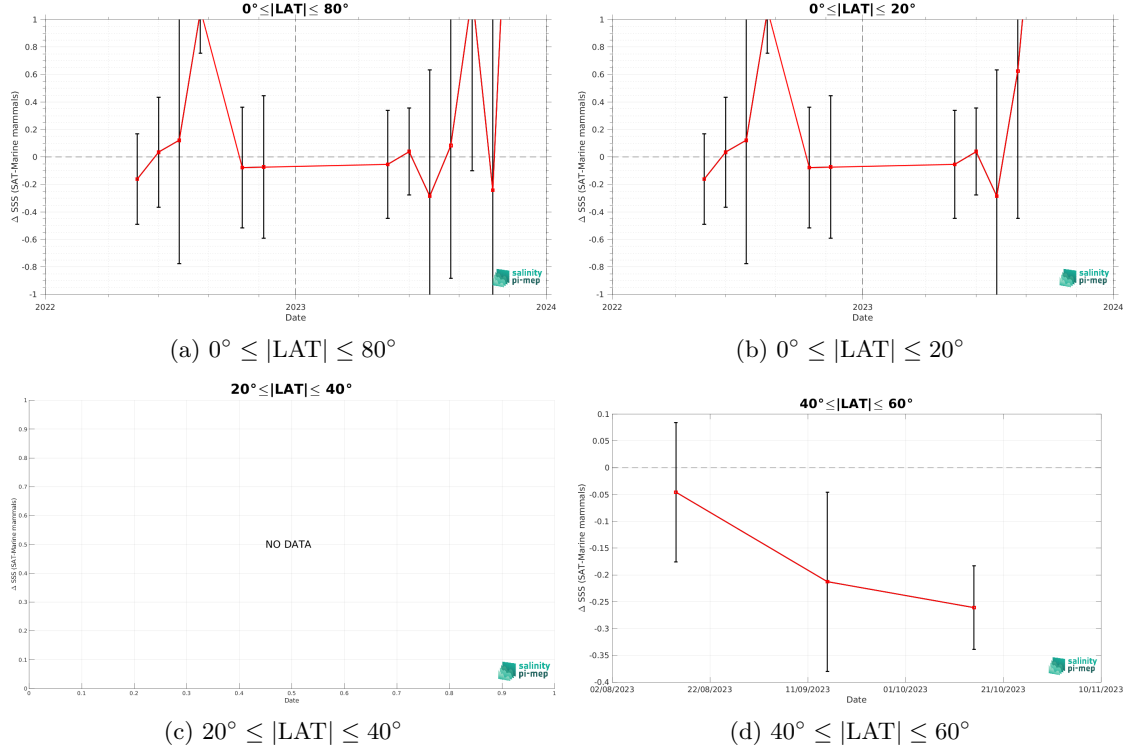 0°≤|LAT|≤ 80°
Δ SSS (SAT-Marine mammals)
1
0.8
0.6
0.4
0.2
0
-0.2
-0.4
-0.6
-0.8
-1
2022
2023
2024
Date
salinity
pi-mep
(a) 0° ≤ |LAT| ≤ 80°
0°≤|LAT|≤ 20°
Δ SSS (SAT-Marine mammals)
1
0.8
0.6
0.4
0.2
0
-0.2
-0.4
-0.6
-0.8
-1
2022
2023
2024
Date
salinity
pi-mep
(b) 0° ≤ |LAT| ≤ 20°
20°≤|LAT|≤ 40°
Δ SSS (SAT-Marine mammals)
1
0.9
0.8
0.7
0.6
0.5
0.4
0.3
0.2
0.1
0
NO DATA
0
0.1
0.2
0.3
0.4
0.5
0.6
0.7
0.8
0.9
1
Date
salinity
pi-mep
(c) 20° ≤ |LAT| ≤ 40°
40°≤|LAT|≤ 60°
Δ SSS (SAT-Marine mammals)
0.1
0.05
0
-0.05
-0.1
-0.15
-0.2
-0.25
-0.3
-0.35
-0.4
02/08/2023
22/08/2023
11/09/2023
01/10/2023
21/10/2023
10/11/2023
Date
salinity
pi-mep
(d) 40° ≤ |LAT| ≤ 60°